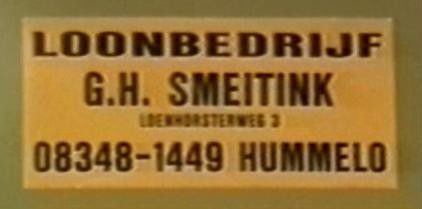 LOONBEDRIJF
G.H. SMEITINK
LOENHORSTERWEG 3
08348-1449 HUMMELO